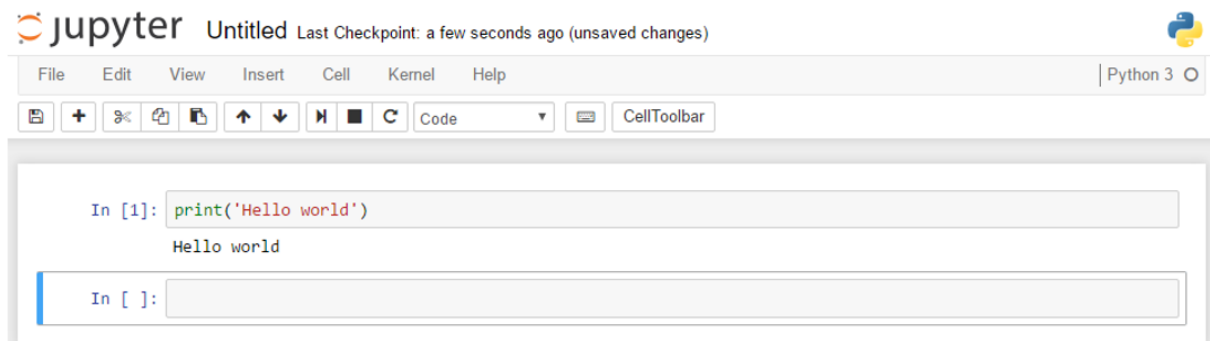 jupyter Untitled Last Checkpoint: a few seconds ago (unsaved changes)
File Edit View Insert Cell Kernel Help Python 3
Code CellToolbar
In [1]: print('Hello world')
Hello world
In [ ]: